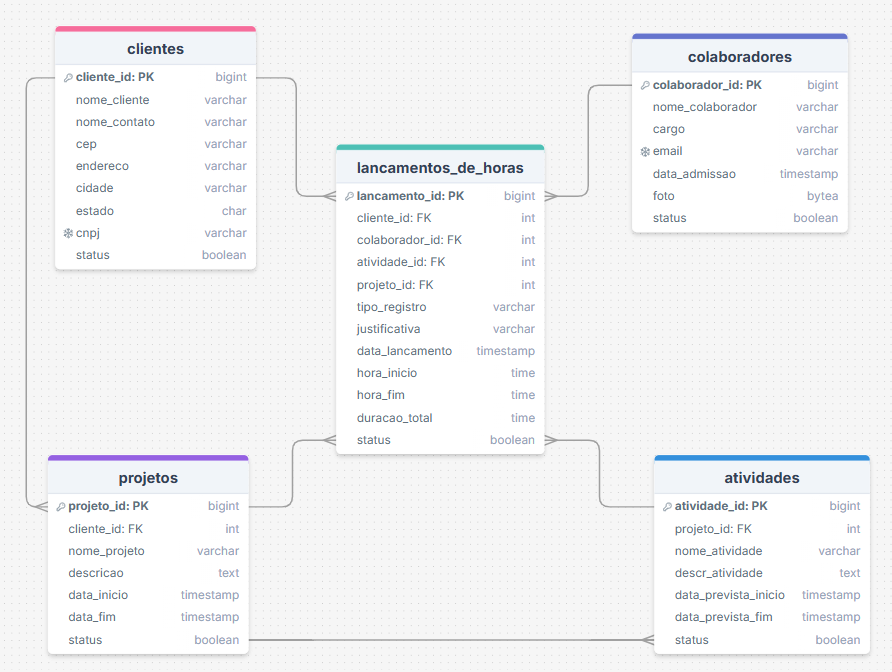 clientes
cliente_id: PK bigint
nome_cliente varchar
nome_contato varchar
cep varchar
endereco varchar
cidade varchar
estado char
cnpj varchar
status boolean
colaboradores
colaborador_id: PK bigint
nome_colaborador varchar
cargo varchar
email varchar
data_admissao timestamp
foto bytea
status boolean
lancamentos_de_horas
lancamento_id: PK bigint
cliente_id: FK int
colaborador_id: FK int
atividade_id: FK int
projeto_id: FK int
tipo_registro varchar
justificativa varchar
data_lancamento timestamp
hora_inicio time
hora_fim time
duracao_total time
status boolean
projetos
projeto_id: PK bigint
cliente_id: FK int
nome_projeto varchar
descricao text
data_inicio timestamp
data_fim timestamp
status boolean
atividades
atividade_id: PK bigint
projeto_id: FK int
nome_atividade varchar
descr_atividade text
data_prevista_inicio timestamp
data_prevista_fim timestamp
status boolean